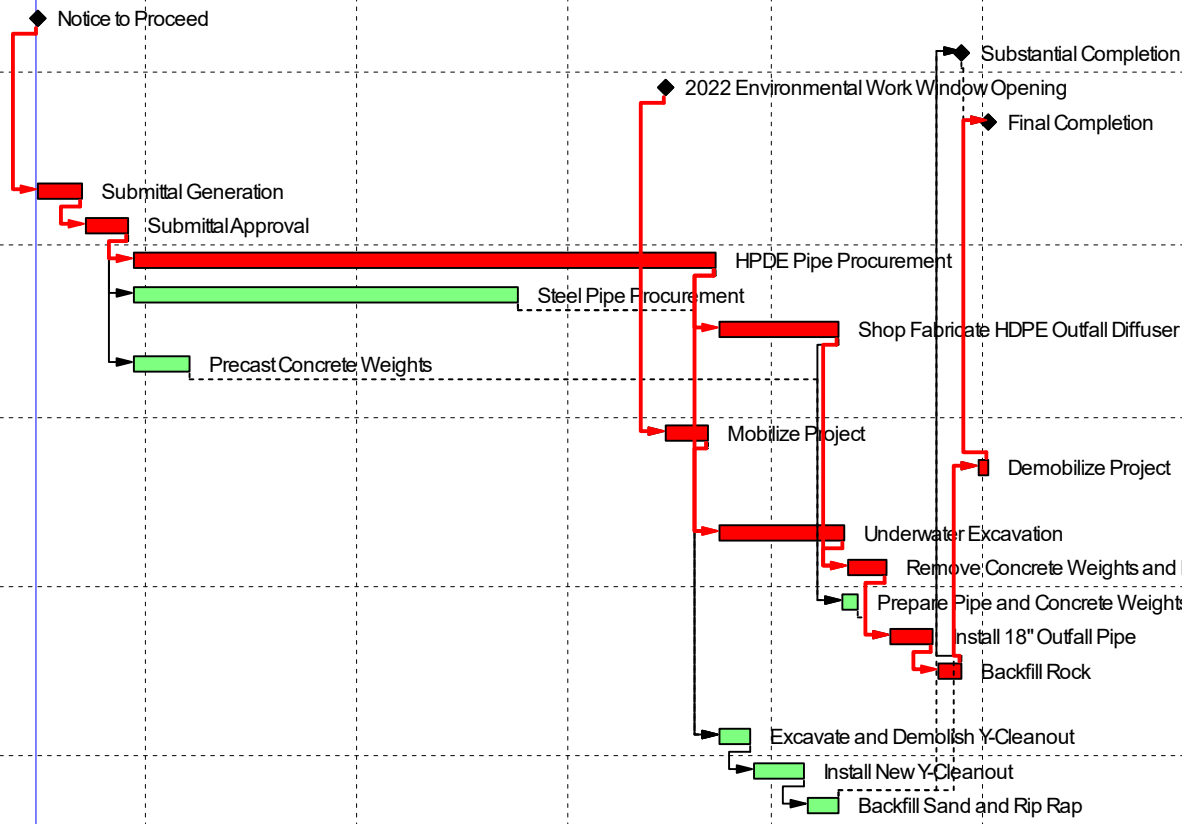 Notice to Proceed
Substantial Completion
2022 Environmental Work Window Opening
Final Completion
Submittal Generation
Submittal Approval
HPDE Pipe Procurement
Steel Pipe Procurement
Shop Fabricate HDPE Outfall Diffuser
Precast Concrete Weights
Mobilize Project
Demobilize Project
Underwater Excavation
Remove Concrete Weights and
Prepare Pipe and Concrete Weights
Install 18" Outfall Pipe
Backfill Rock
Excavate and Demolish Y-Cleanout
Install New Y-Cleanout
Backfill Sand and Rip Rap